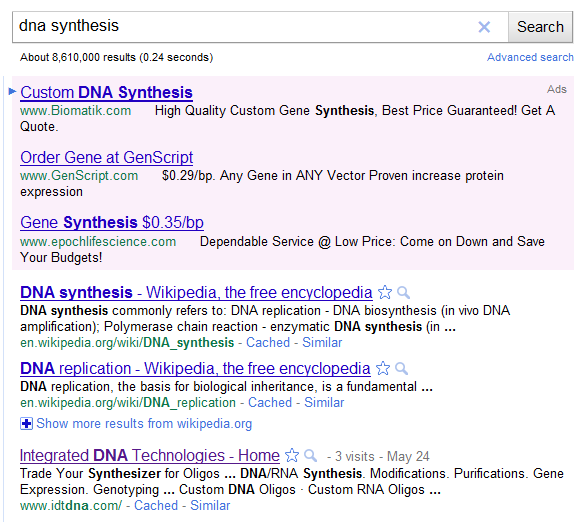 dna synthesis
Search
About 8,610,000 results (0.24 seconds)
Advanced search
Custom DNA Synthesis
Ads
www.Biomatik.com High Quality Custom Gene Synthesis, Best Price Guaranteed! Get A
Quote.
Order Gene at GenScript
www.GenScript.com $0.29/bp. Any Gene in ANY Vector Proven increase protein
expression
Gene Synthesis $0.35/bp
www.epochlifescience.com Dependable Service @ Low Price: Come on Down and Save
Your Budgets!
DNA synthesis - Wikipedia, the free encyclopedia
DNA synthesis commonly refers to: DNA replication - DNA biosynthesis (in vivo DNA
amplification); Polymerase chain reaction - enzymatic DNA synthesis (in ...
en.wikipedia.org/wiki/DNA_synthesis - Cached - Similar
DNA replication - Wikipedia, the free encyclopedia
DNA replication, the basis for biological inheritance, is a fundamental ...
en.wikipedia.org/wiki/DNA_replication - Cached - Similar
Show more results from wikipedia.org
Integrated DNA Technologies - Home - 3 visits - May 24
Trade Your Synthesizer for Oligos ... DNA/RNA Synthesis. Modifications. Purifications. Gene
Expression. Genotyping ... Custom DNA Oligos · Custom RNA Oligos ...
www.idtdna.com/ - Cached - Similar